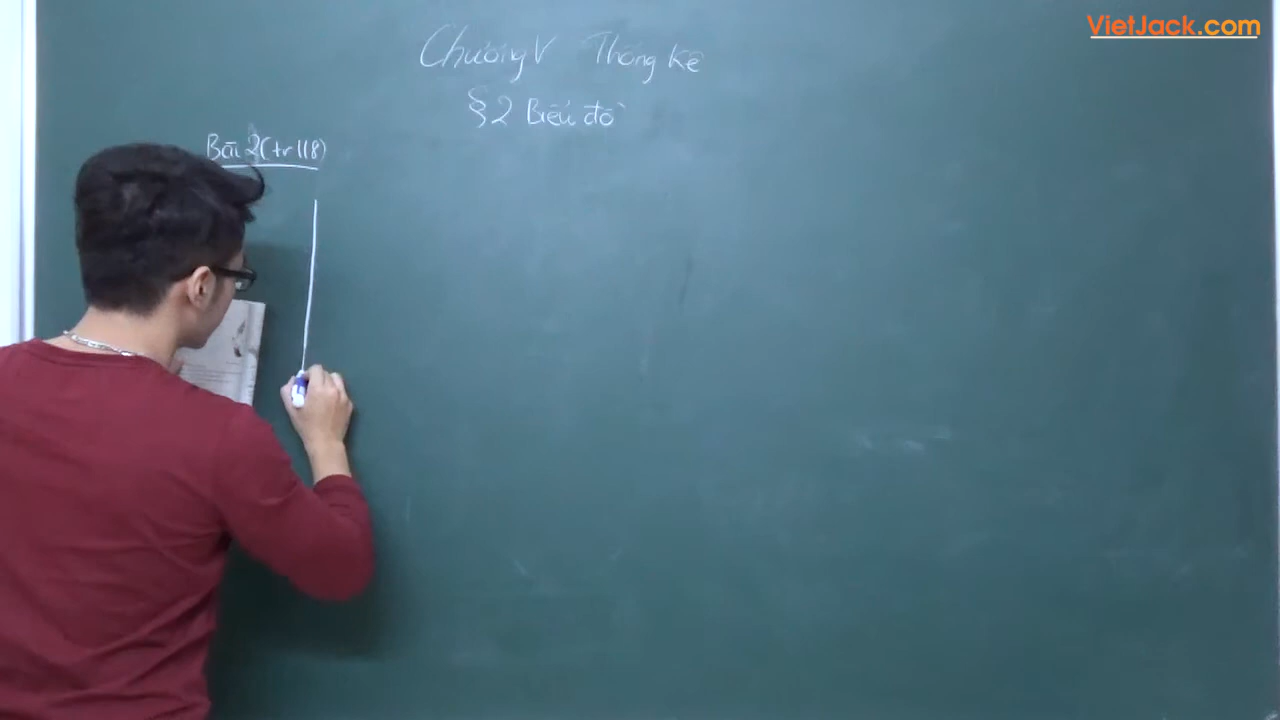 VietJack.com
Chương V Thống kê
§2 Biểu đồ
Bài 2 (tr 118)